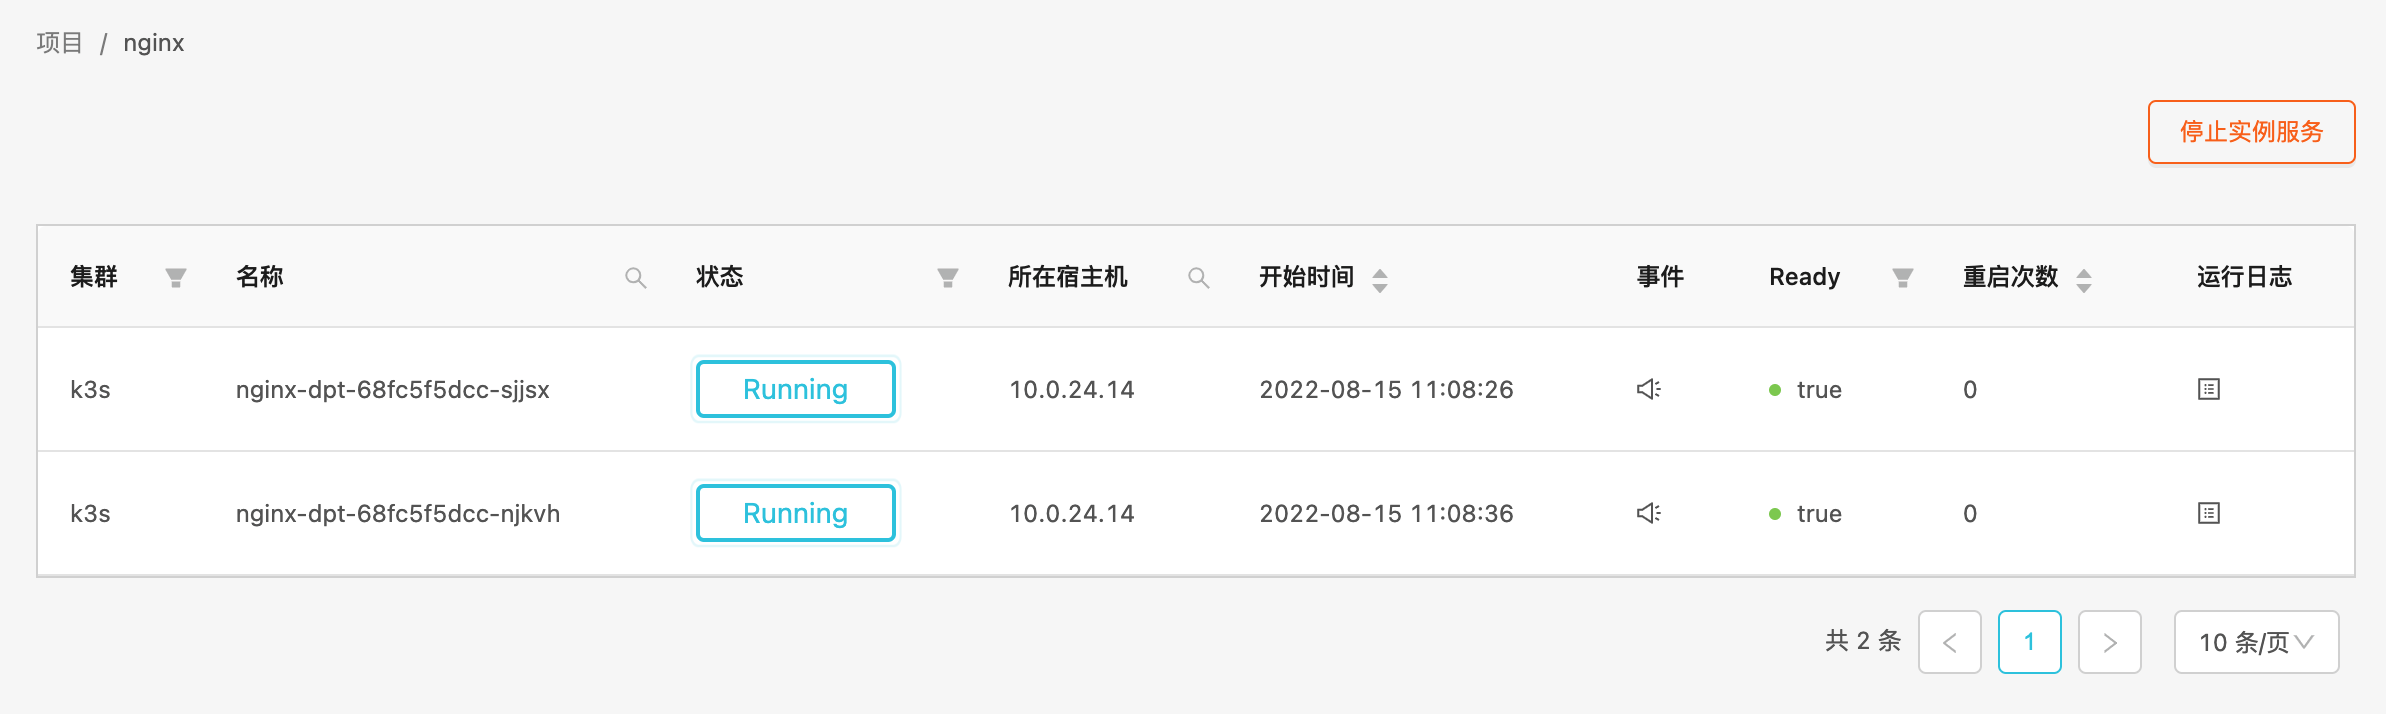 项目 / nginx
停止实例服务
集群 名称 状态 所在宿主机 开始时间 事件 Ready 重启次数 运行日志
k3s nginx-dpt-68fc5f5dcc-sjjsx Running 10.0.24.14 2022-08-15 11:08:26 true 0
k3s nginx-dpt-68fc5f5dcc-njkvh Running 10.0.24.14 2022-08-15 11:08:36 true 0
共 2 条 < 1 > 10 条/页